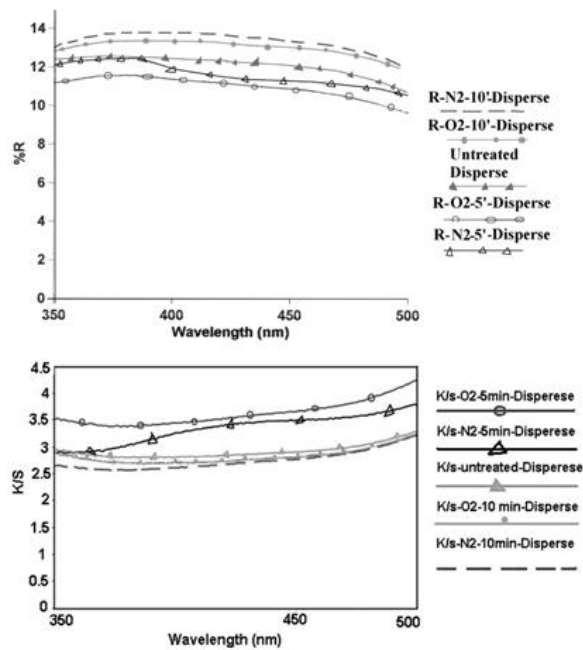 14
12
10
8
6
4
2
0
%R
350
400
450
500
Wavelength (nm)
R-N2-10'-Disperse
R-O2-10'-Disperse
Untreated
Disperse
R-O2-5'-Disperse
R-N2-5'-Disperse
4.5
4
3.5
3
2.5
2
1.5
1
0.5
0
K/S
350
450
500
Wavelength (nm)
K/s-O2-5min-Disperese
K/s-N2-5min-Disperese
K/s-untreated-Disperese
K/s-O2-10 min-Disperse
K/s-N2-10min-Disperse